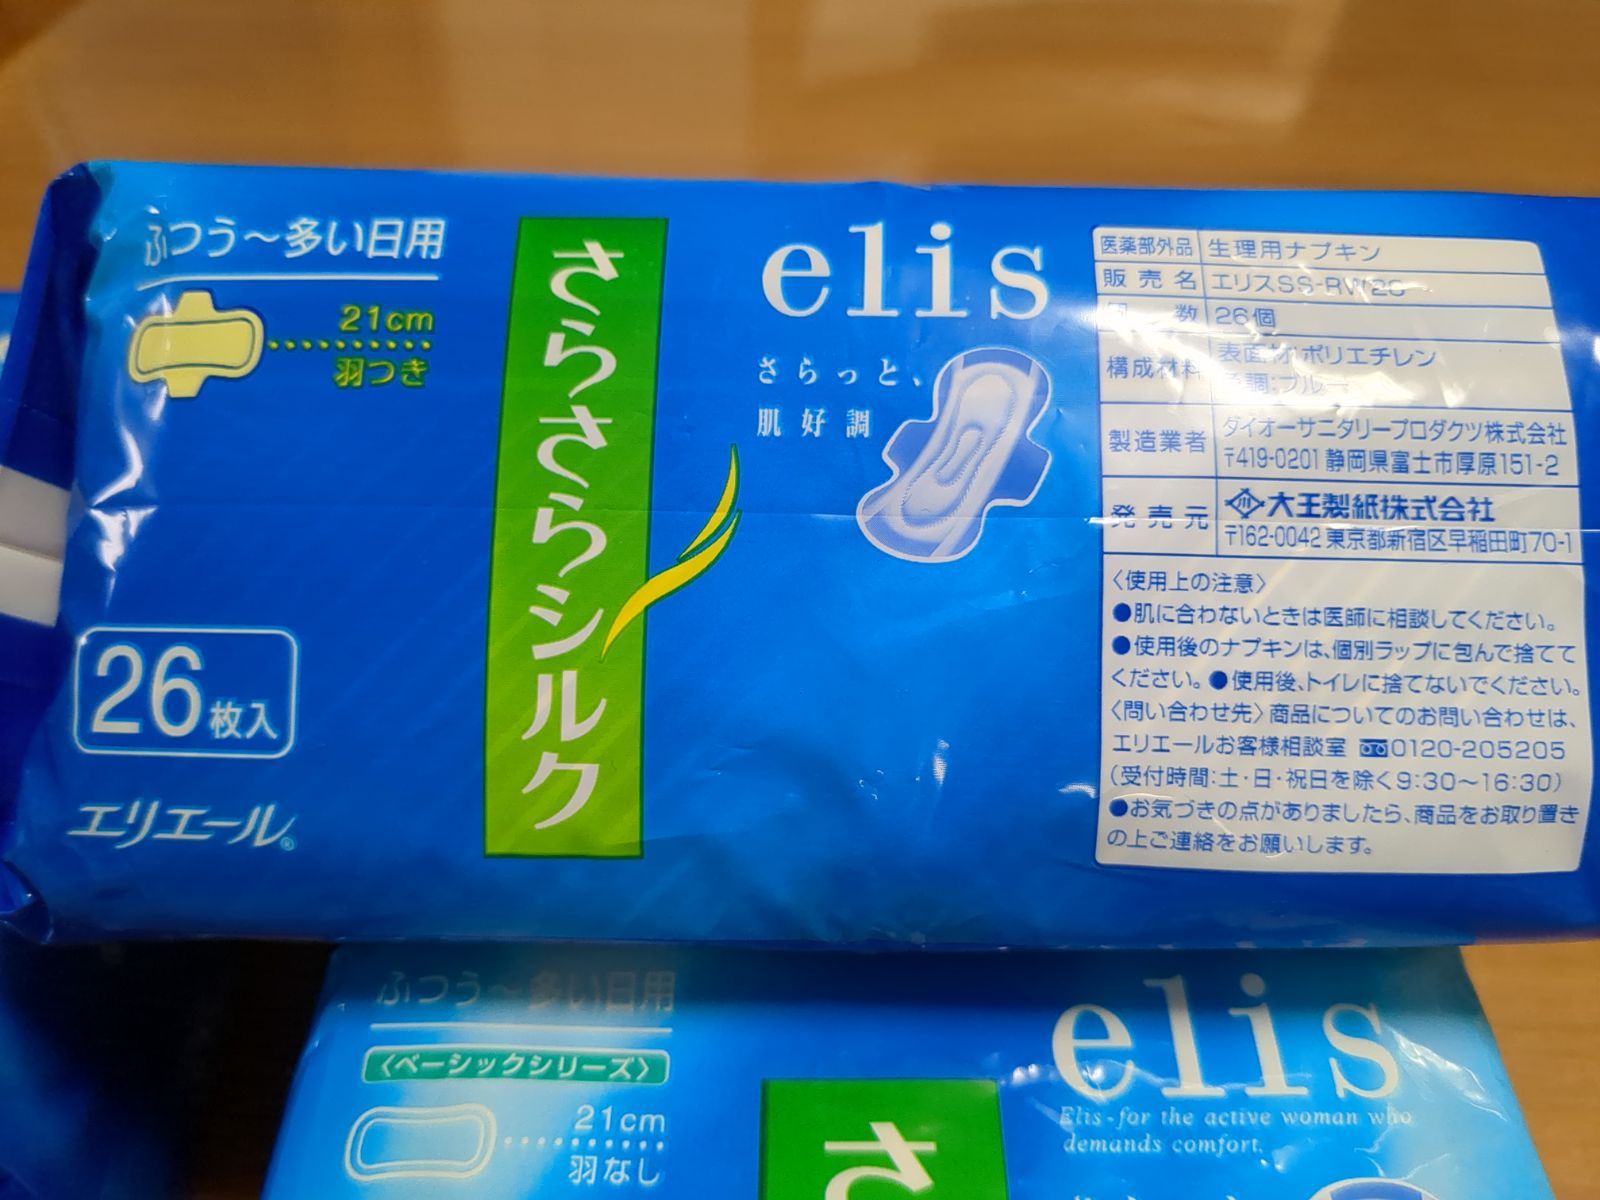 ふつう～多い日用
21cm
羽つき
26枚入
エリエール®
さらさらシルク
elis
さらっと、
肌好調
医薬部外品 生理用ナプキン
販売名 エリスSS-RW26
個数 26個
構成材料 表面材:ポリエチレン
色調:ブルー
製造業者 ダイオーサニタリープロダクツ株式会社
〒419-0201 静岡県富士市厚原151-2
発売元 大王製紙株式会社
〒162-0042 東京都新宿区早稲田町70-1
〈使用上の注意〉
●肌に合わないときは医師に相談してください。
●使用後のナプキンは、個別ラップに包んで捨てて
ください。●使用後、トイレに捨てないでください。
〈問い合わせ先〉商品についてのお問い合わせは、
エリエールお客様相談室 0120-205205
(受付時間:土・日・祝日を除く9:30～16:30)
●お気づきの点がありましたら、商品をお取り置き
の上ご連絡をお願いします。
ふつう～多い日用
〈ベーシックシリーズ〉
21cm
羽なし
さ
elis
Elis-for the active woman who
demands comfort.